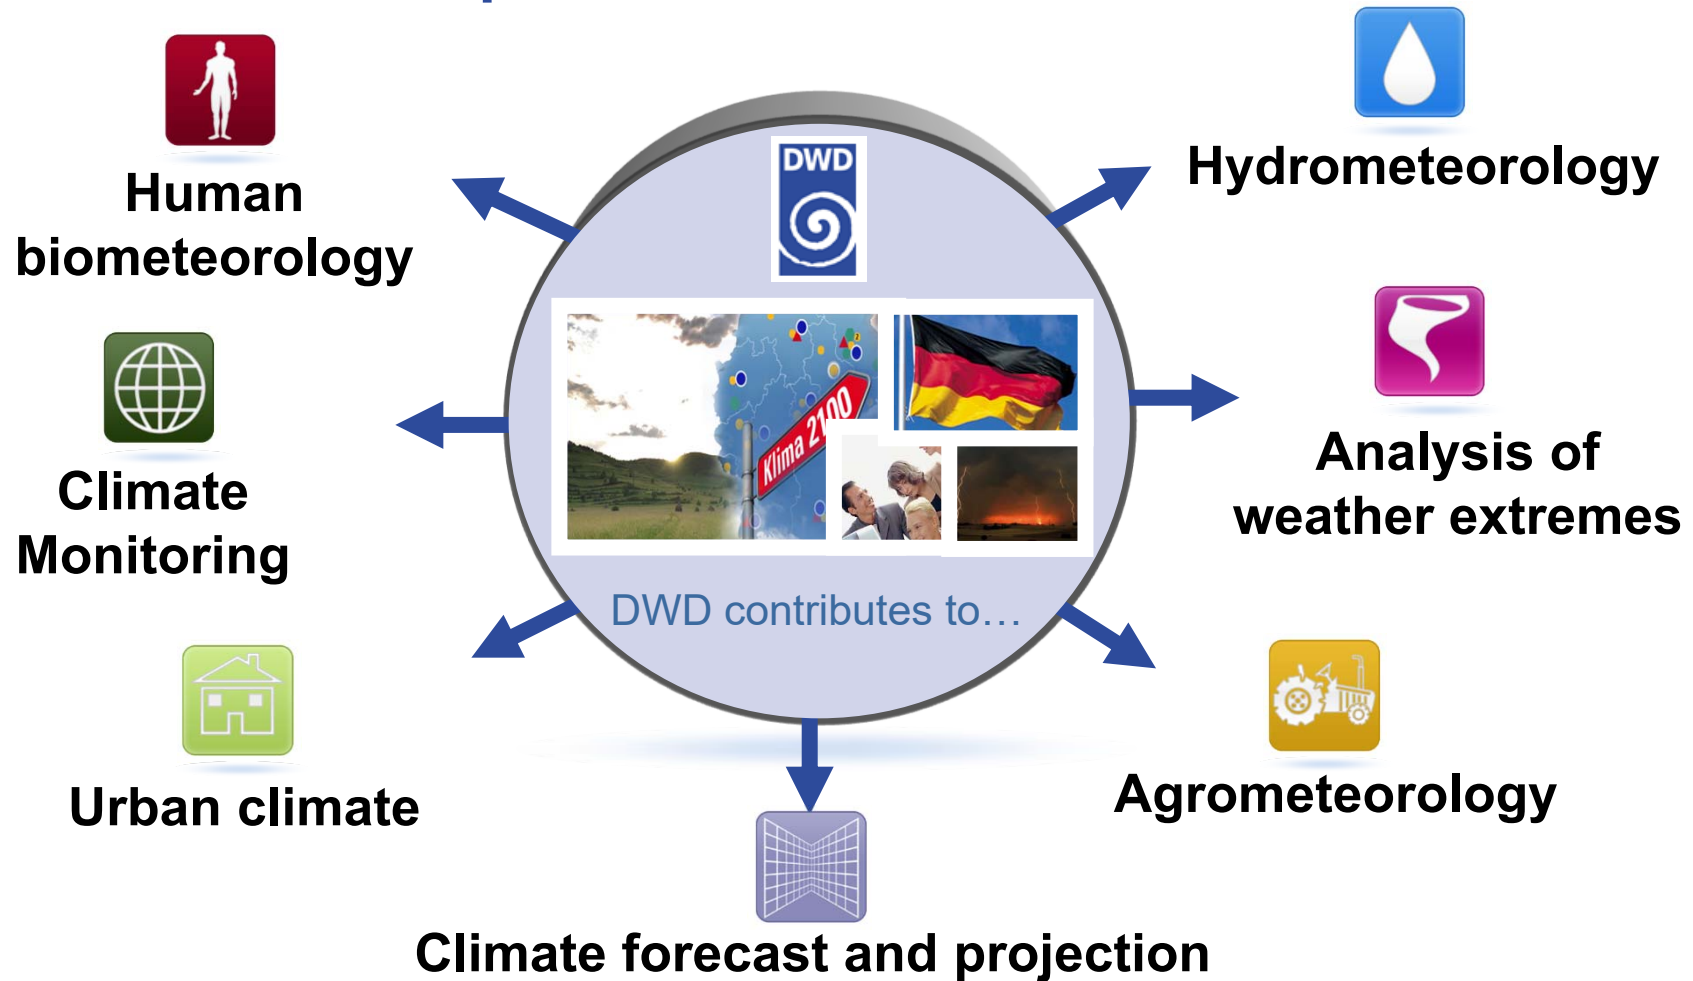 DWD
Human
biometeorology
Hydrometeorology
Climate
Monitoring
Klima 2100
Analysis of
weather extremes
DWD contributes to…
Urban climate
Agrometeorology
Climate forecast and projection